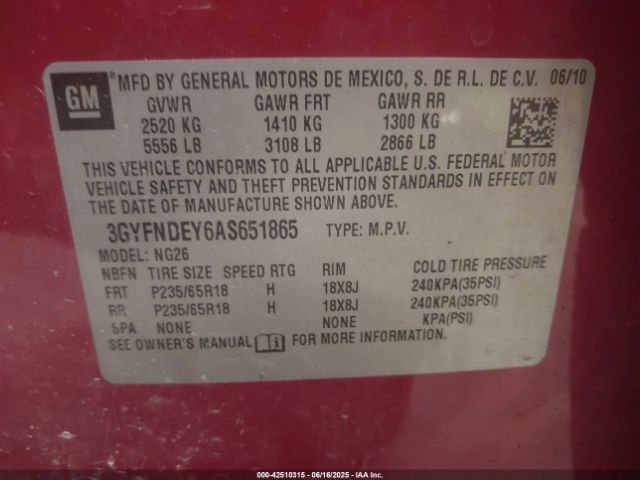 GM
MFD BY GENERAL MOTORS DE MEXICO, S. DE R.L. DE C.V. 06/10
GVWR GAWR FRT GAWR RR
2520 KG 1410 KG 1300 KG
5556 LB 3108 LB 2866 LB
THIS VEHICLE CONFORMS TO ALL APPLICABLE U.S. FEDERAL MOTOR
VEHICLE SAFETY AND THEFT PREVENTION STANDARDS IN EFFECT ON
THE DATE OF MANUFACTURE SHOWN ABOVE.
3GYFNDEY6AS651865 TYPE: M.P.V.
MODEL: NG26
NBFN TIRE SIZE SPEED RTG RIM COLD TIRE PRESSURE
FRT P235/65R18 H 18X8J 240KPA(35PSI)
RR P235/65R18 H 18X8J 240KPA(35PSI)
SPA NONE NONE KPA(PSI)
SEE OWNER'S MANUAL FOR MORE INFORMATION.
000-42510315 - 06/16/2025 - IAA Inc.